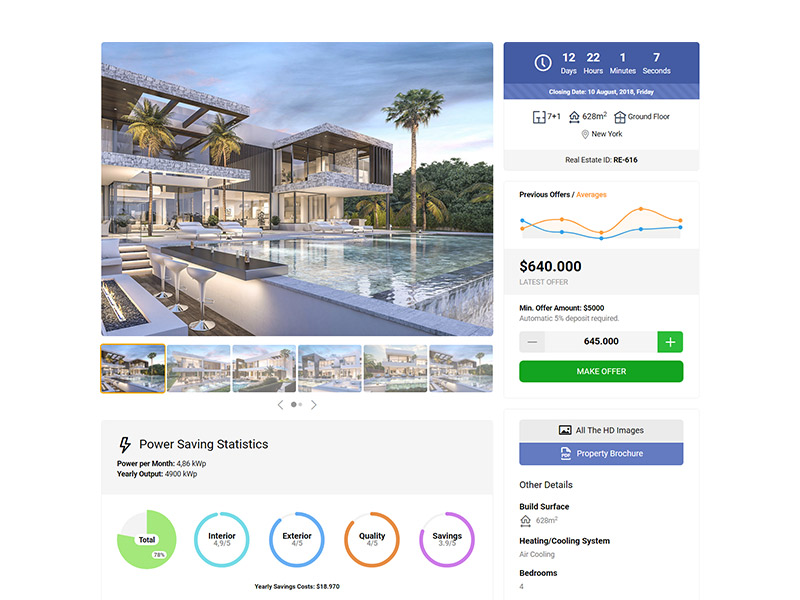 12 22 1 7
Days Hours Minutes Seconds
Closing Date: 10 August, 2018, Friday
7+1 628m² Ground Floor
New York
Real Estate ID: RE-616
Previous Offers / Averages
$640.000
LATEST OFFER
Min. Offer Amount: $5000
Automatic 5% deposit required.
— 645.000 +
MAKE OFFER
Power Saving Statistics
Power per Month: 4,86 kWp
Yearly Output: 4900 kWp
Total
78%
Interior
4,9/5
Exterior
4/5
Quality
4/5
Savings
3.9/5
Yearly Savings Costs: $18.970
All The HD Images
PDF Property Brochure
Other Details
Build Surface
628m²
Heating/Cooling System
Air Cooling
Bedrooms
4